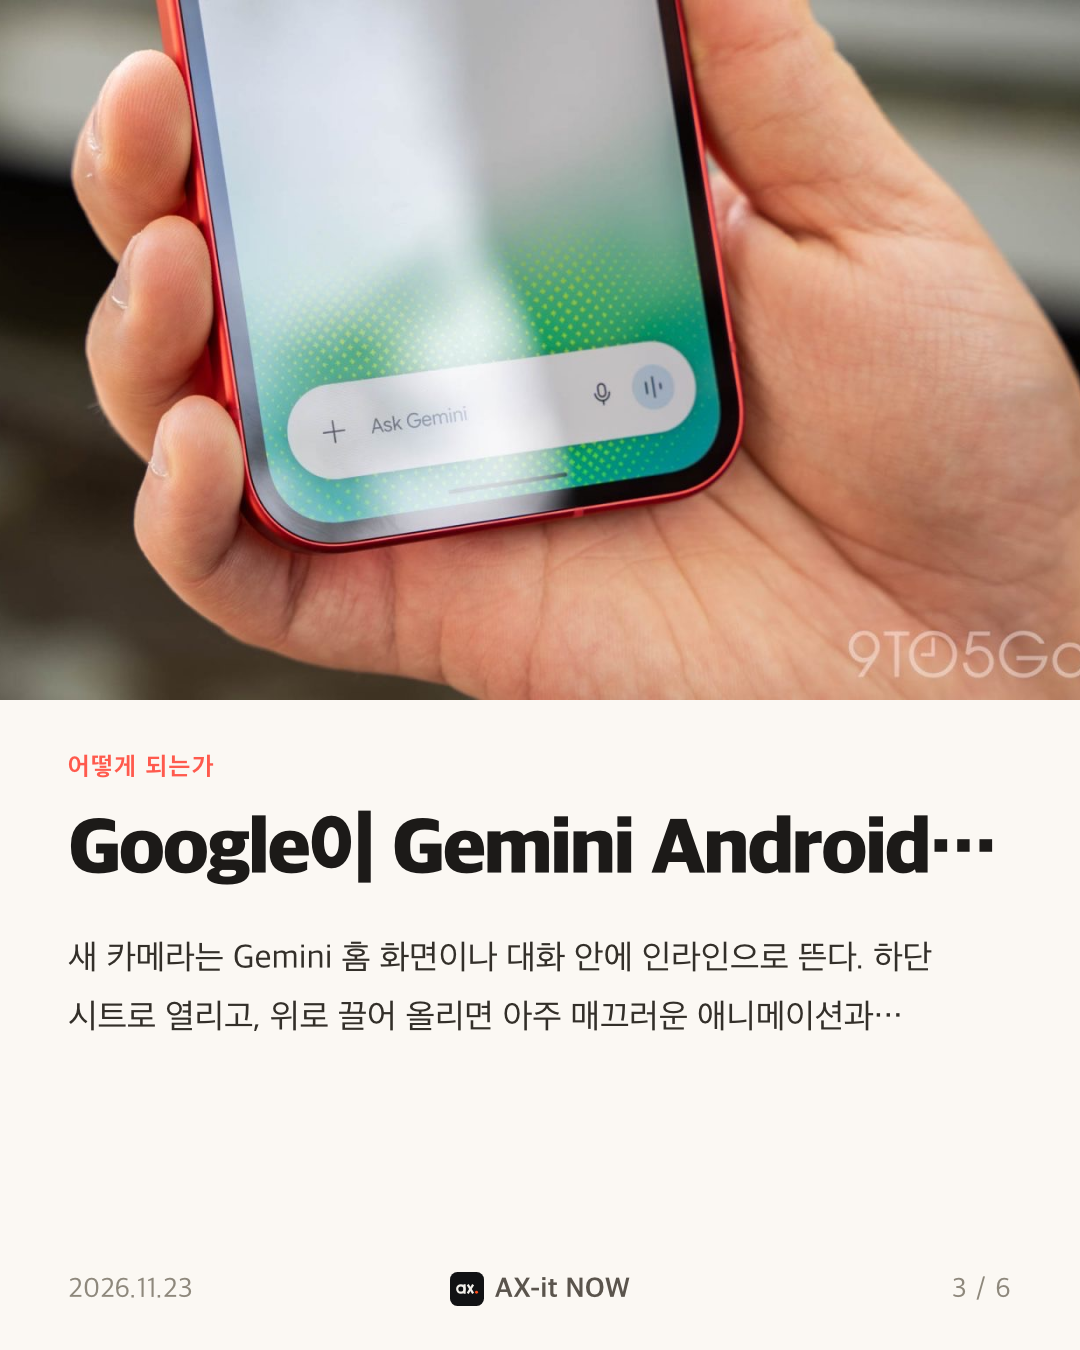 Ask Gemini
9TO5Go
어떻게 되는가
Google이 Gemini Android…
새 카메라는 Gemini 홈 화면이나 대화 안에 인라인으로 뜬다. 하단
시트로 열리고, 위로 끌어 올리면 아주 매끄러운 애니메이션과…
2026.11.23
ax. AX-it NOW
3 / 6